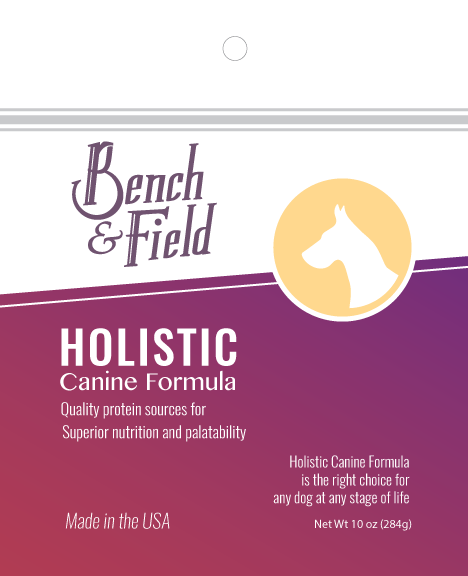 Bench
& Field
HOLISTIC
Canine Formula
Quality protein sources for
Superior nutrition and palatability
Holistic Canine Formula
is the right choice for
any dog at any stage of life
Made in the USA
Net Wt 10 oz (284g)